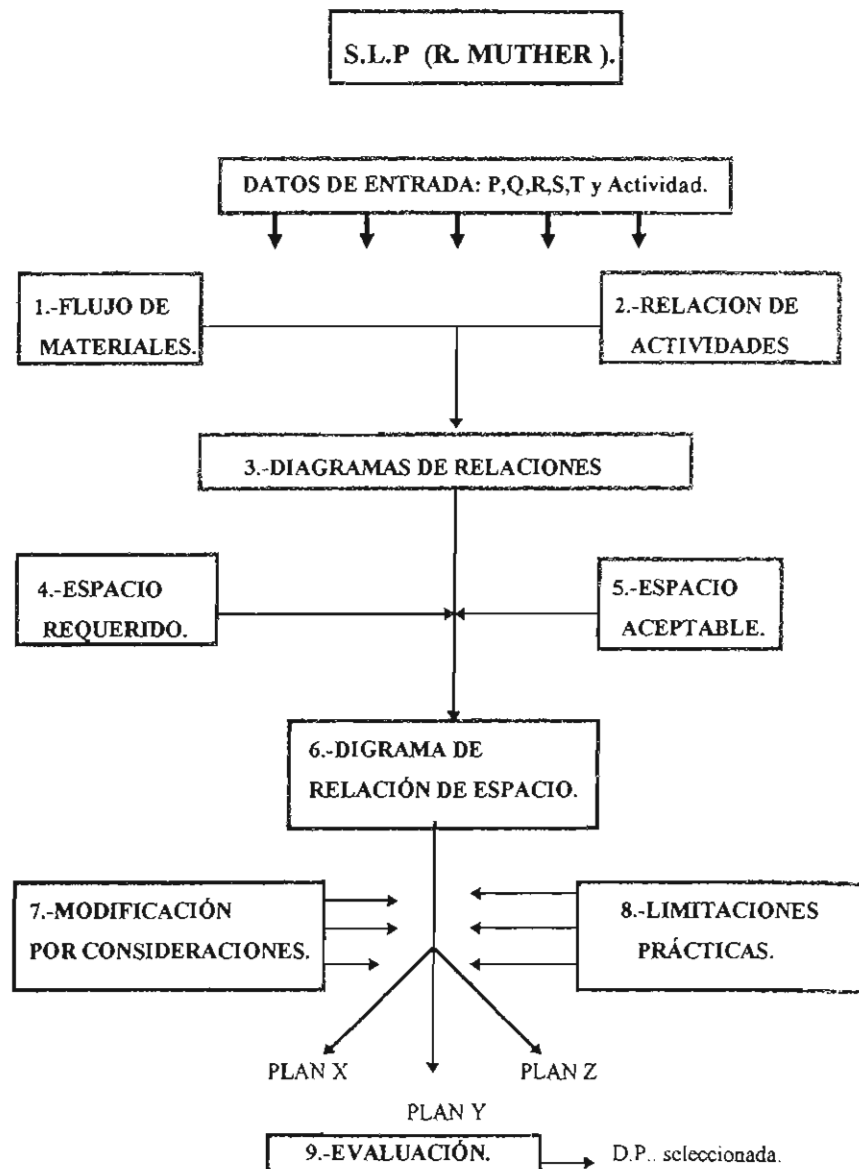 S.L.P (R. MUTHER ).
DATOS DE ENTRADA: P,Q,R,S,T y Actividad.
1.-FLUJO DE
MATERIALES.
2.-RELACION DE
ACTIVIDADES
3.-DIAGRAMAS DE RELACIONES
4.-ESPACIO
REQUERIDO.
5.-ESPACIO
ACEPTABLE.
6.-DIGRAMA DE
RELACIÓN DE ESPACIO.
7.-MODIFICACIÓN
POR CONSIDERACIONES.
8.-LIMITACIONES
PRÁCTICAS.
PLAN X
PLAN Z
PLAN Y
9.-EVALUACIÓN.
D.P.. seleccionada.